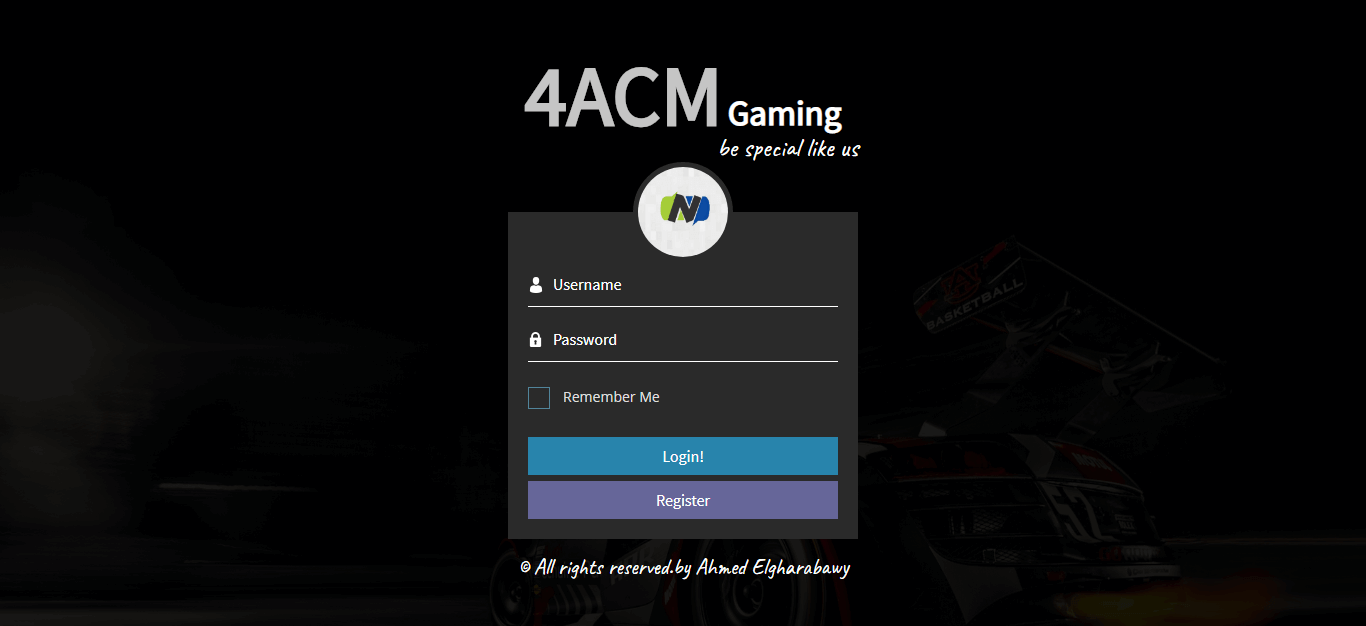 4ACM Gaming
be special like us
Username
Password
Remember Me
Login!
Register
© All rights reserved.by Ahmed Elgharabawy
BASKETBALL
52